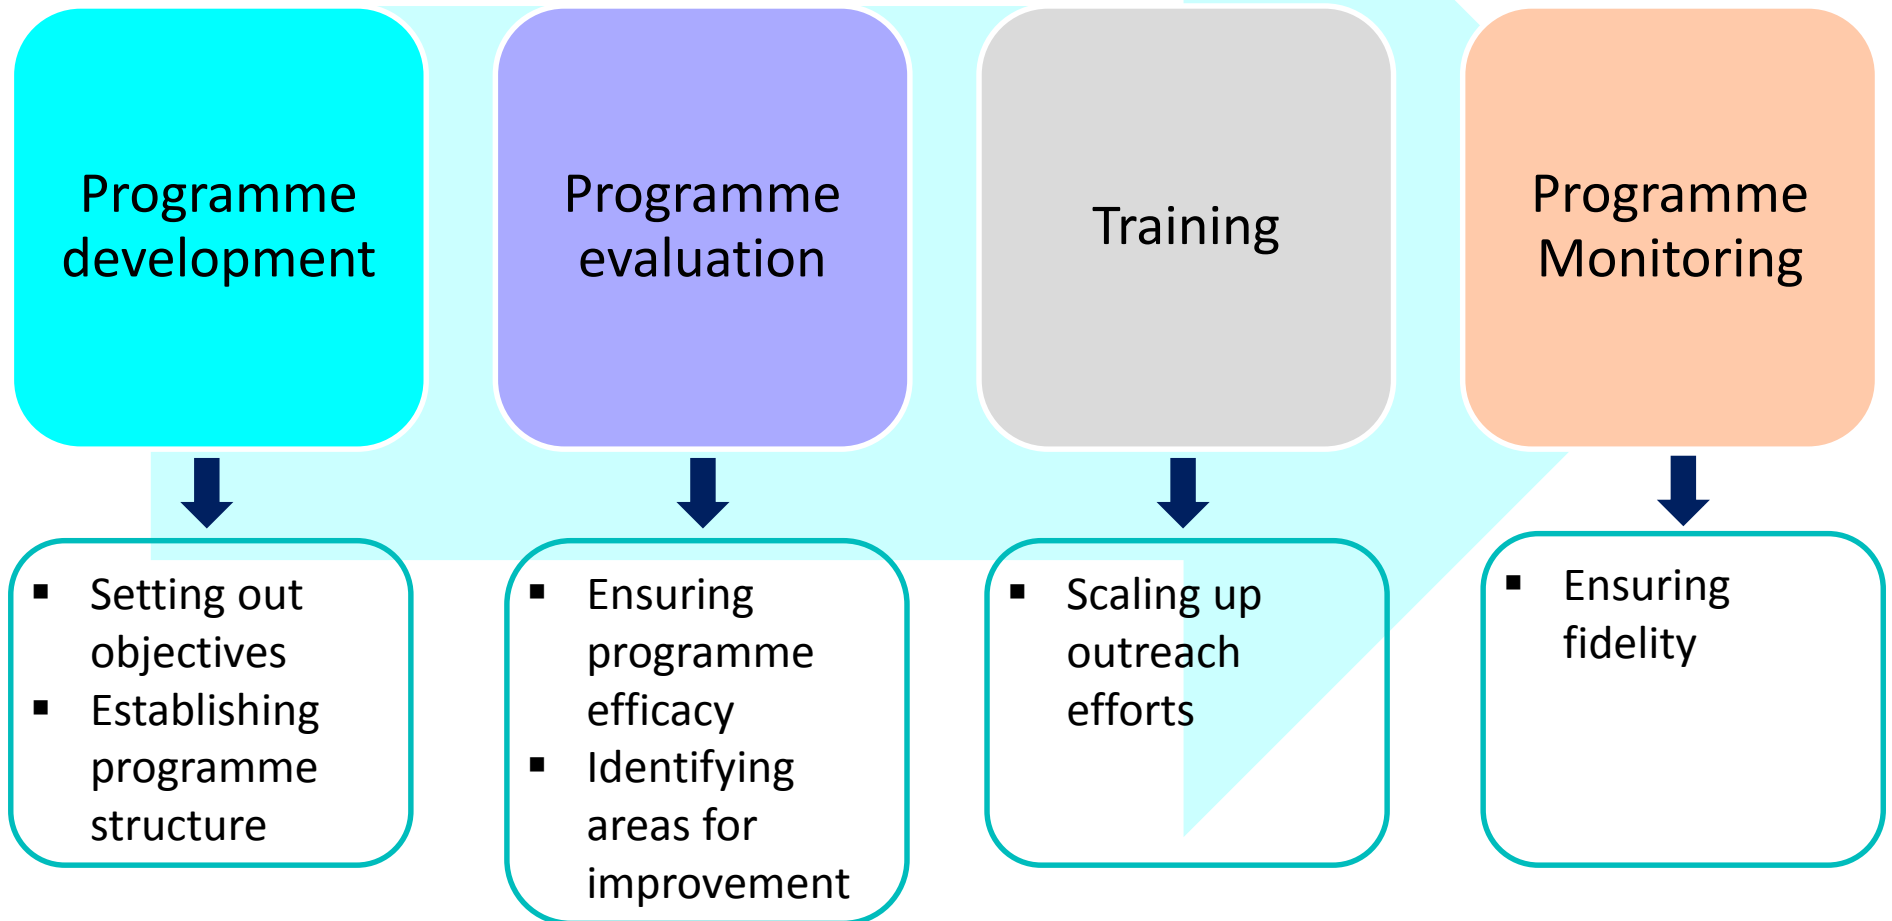 Programme
development
Programme
evaluation
Training
Programme
Monitoring
▪ Setting out
objectives
▪ Establishing
programme
structure
▪ Ensuring
programme
efficacy
▪ Identifying
areas for
improvement
▪ Scaling up
outreach
efforts
▪ Ensuring
fidelity